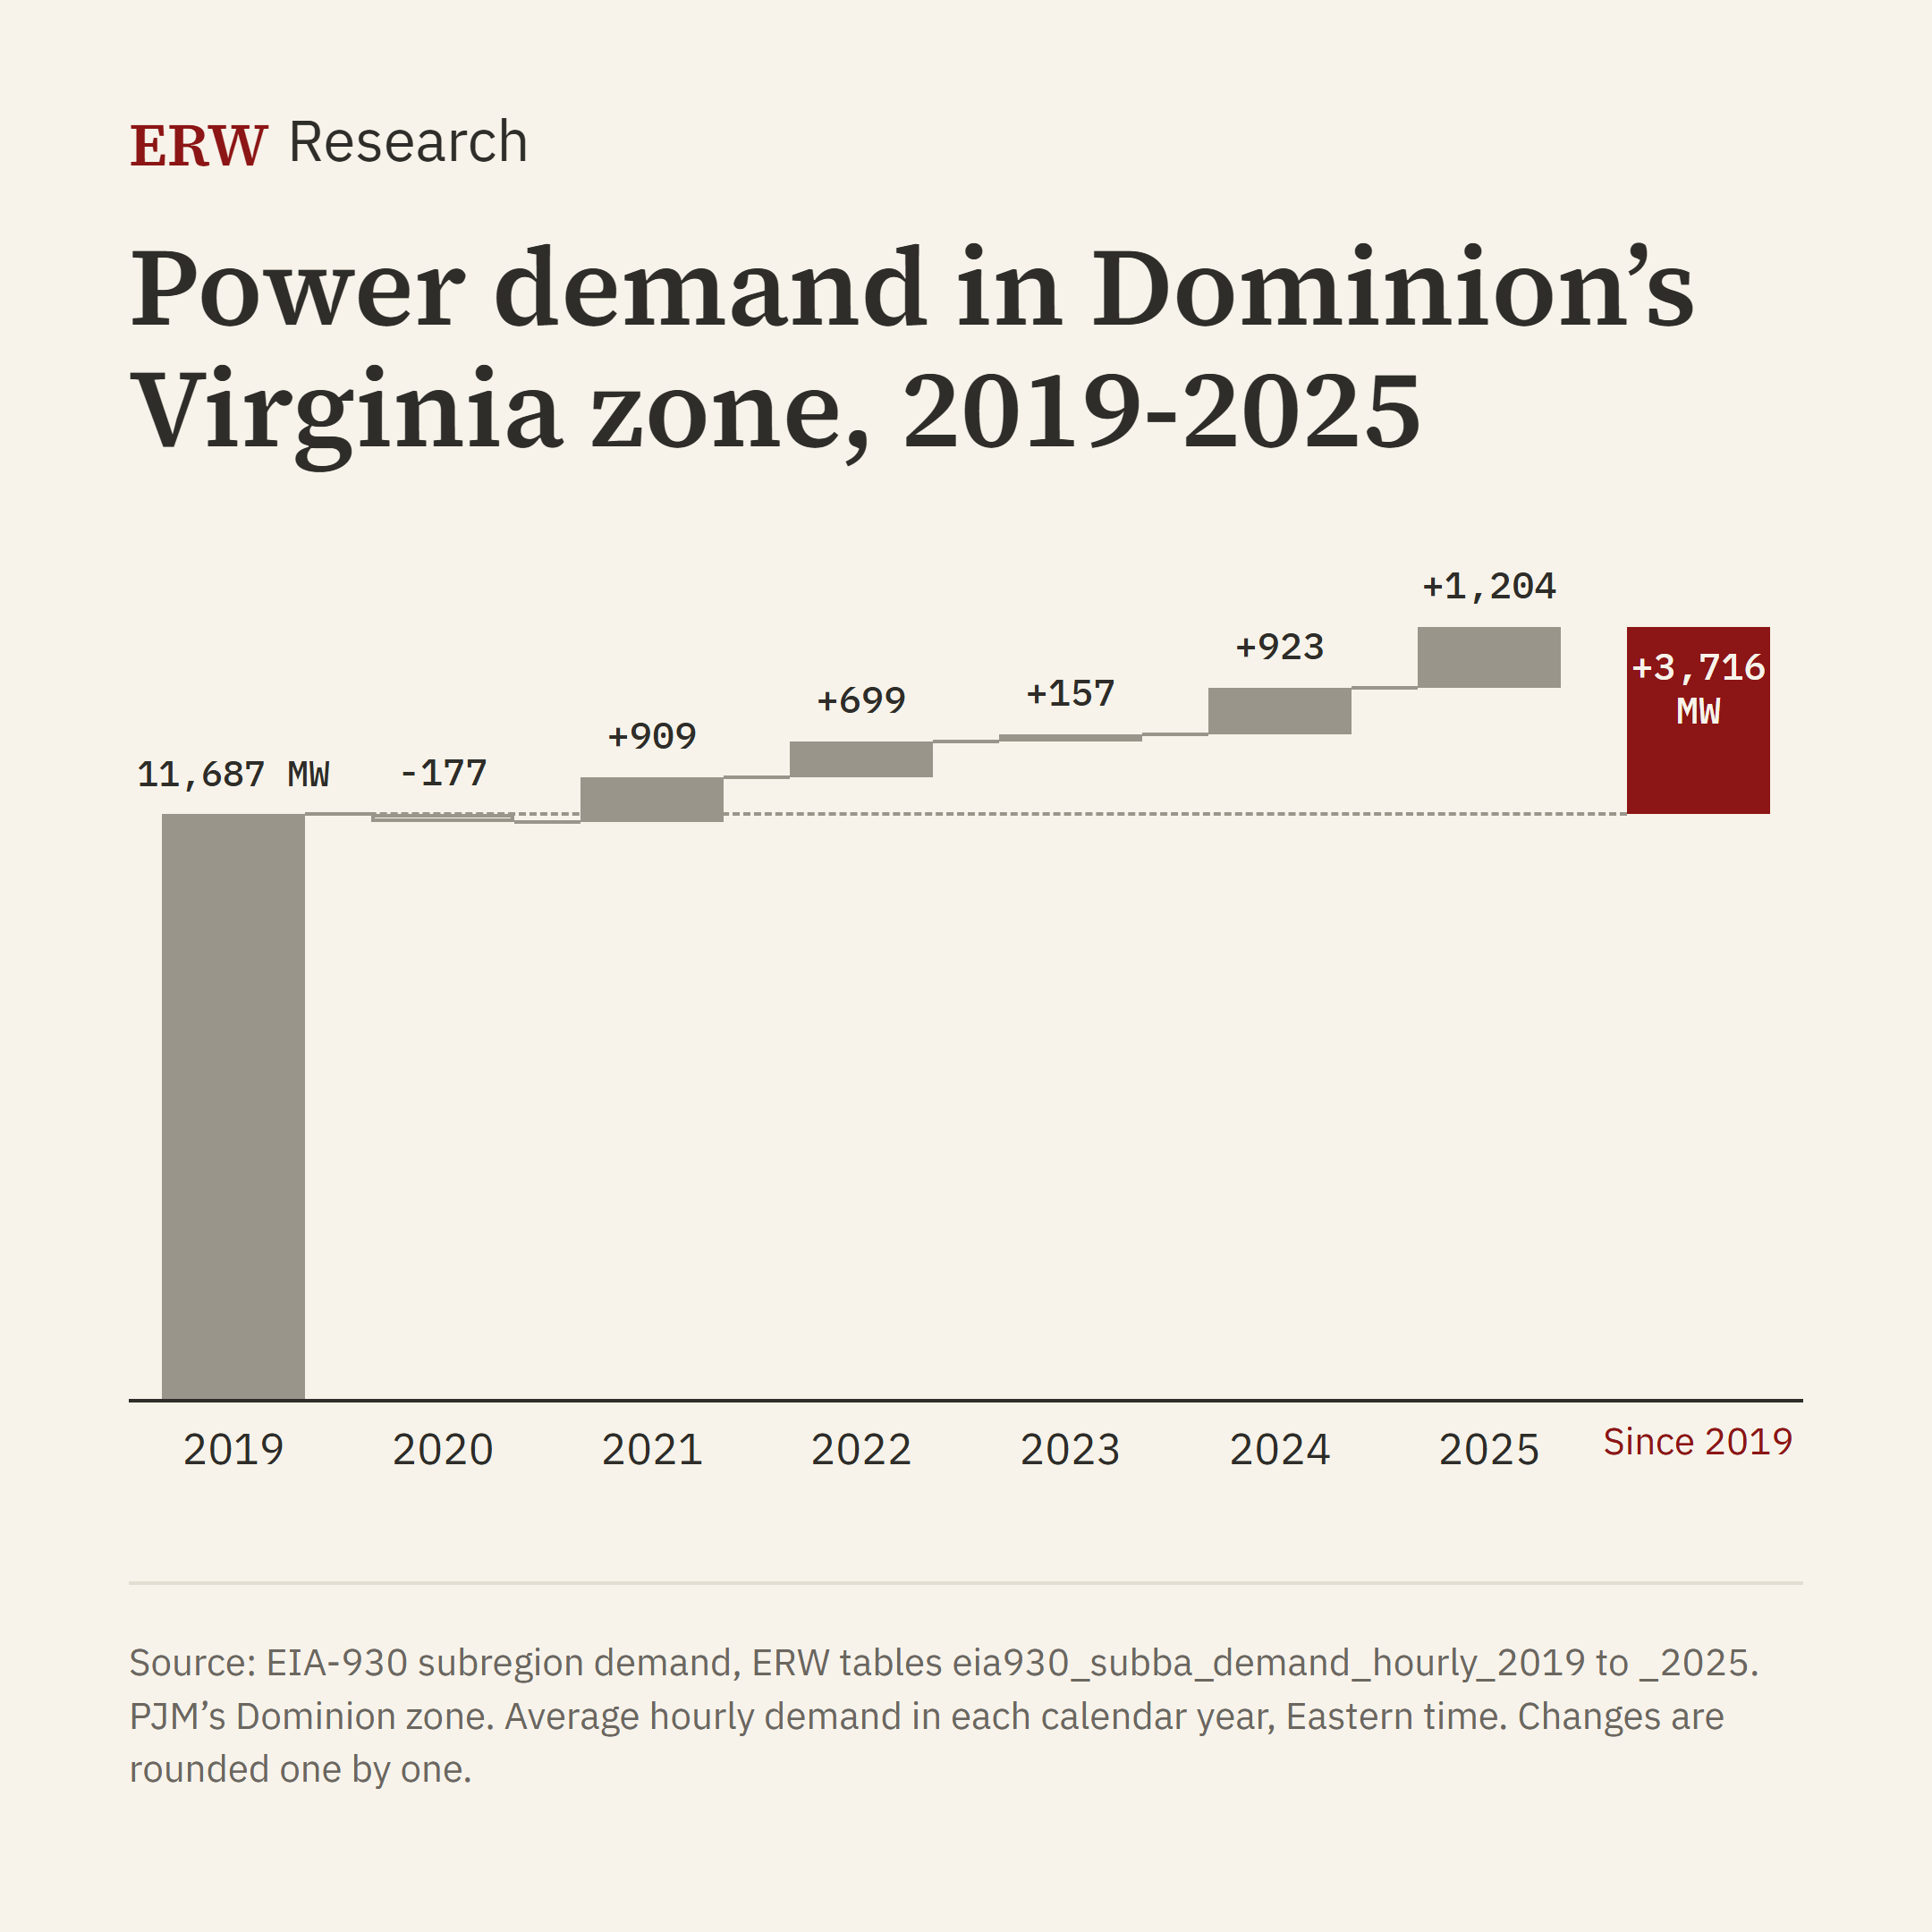 ERW Research
Power demand in Dominion’s
Virginia zone, 2019-2025
11,687 MW
-177
+909
+699
+157
+923
+1,204
+3,716
MW
2019
2020
2021
2022
2023
2024
2025
Since 2019
Source: EIA-930 subregion demand, ERW tables eia930_subba_demand_hourly_2019 to _2025.
PJM’s Dominion zone. Average hourly demand in each calendar year, Eastern time. Changes are
rounded one by one.